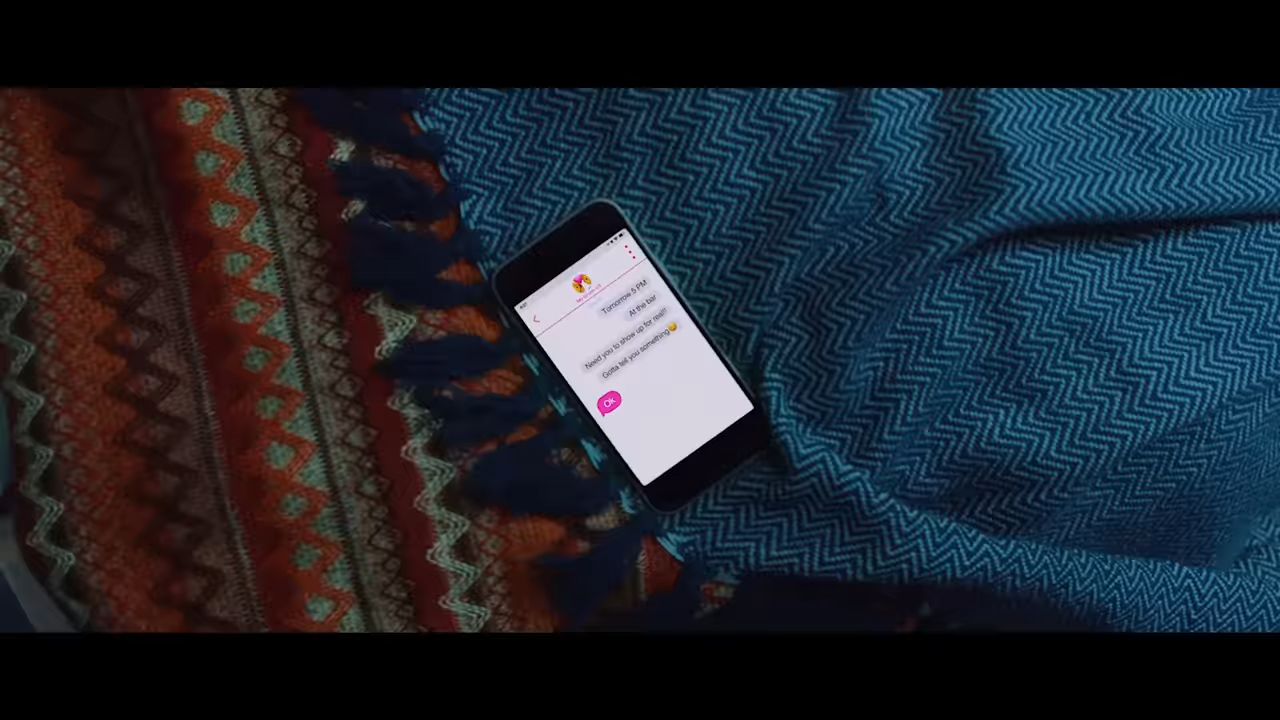 Tomorrow 5 PM
At the bar
Need you to show up for real!!
Gotta tell you something😄
Ok